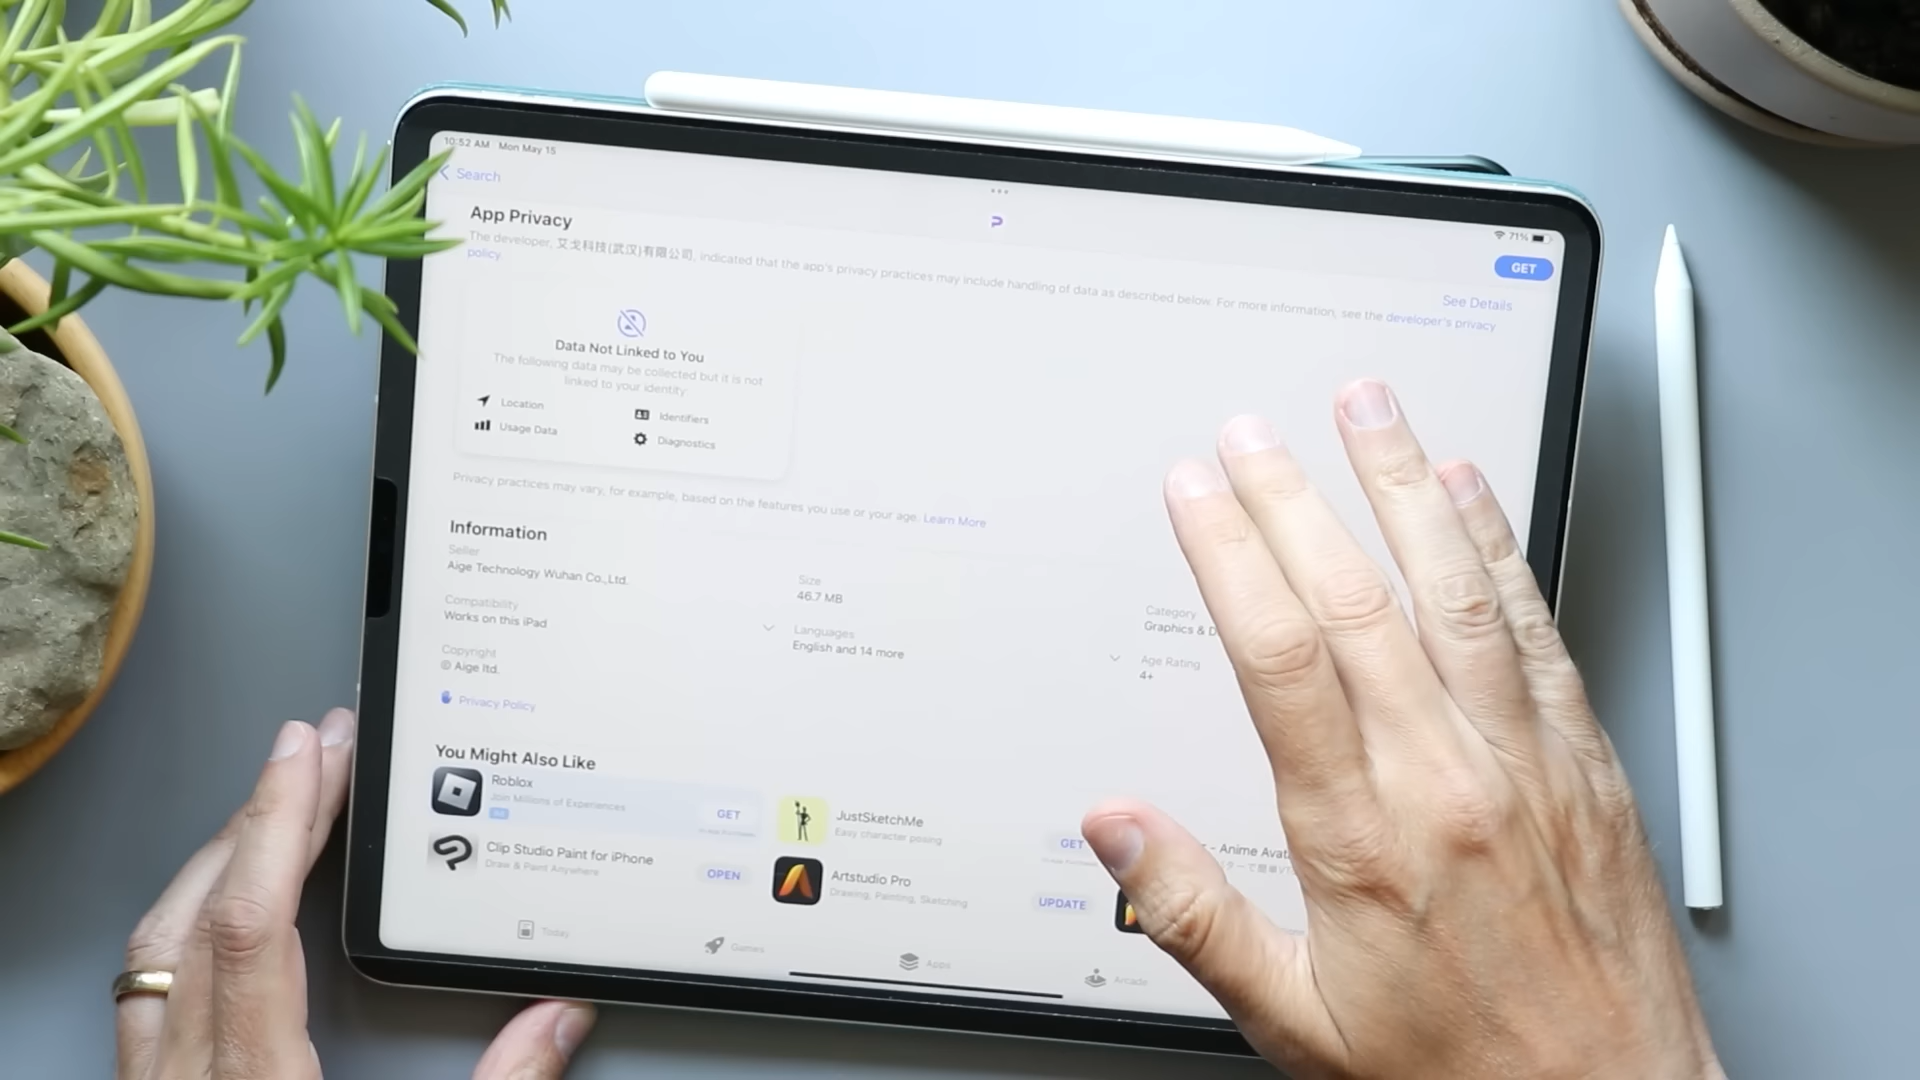 10:52 AM Mon May 15
71%
Search
GET
App Privacy
See Details
The developer, 艾戈科技(武汉)有限公司, indicated that the app's privacy practices may include handling of data as described below. For more information, see the developer's privacy
policy.
Data Not Linked to You
The following data may be collected but it is not
linked to your identity:
Location
Identifiers
Usage Data
Diagnostics
Privacy practices may vary, for example, based on the features you use or your age. Learn More
Information
Seller
Aige Technology Wuhan Co.,Ltd.
Size
46.7 MB
Category
Graphics & D
Compatibility
Works on this iPad
Languages
English and 14 more
Age Rating
4+
Copyright
© Aige ltd.
Privacy Policy
You Might Also Like
Roblox
Join Millions of Experiences
Ad
GET
In-App Purchases
JustSketchMe
Easy character posing
GET
- Anime Avat
Clip Studio Paint for iPhone
Draw & Paint Anywhere
OPEN
Artstudio Pro
Drawing, Painting, Sketching
UPDATE
Today
Games
Apps
Arcade